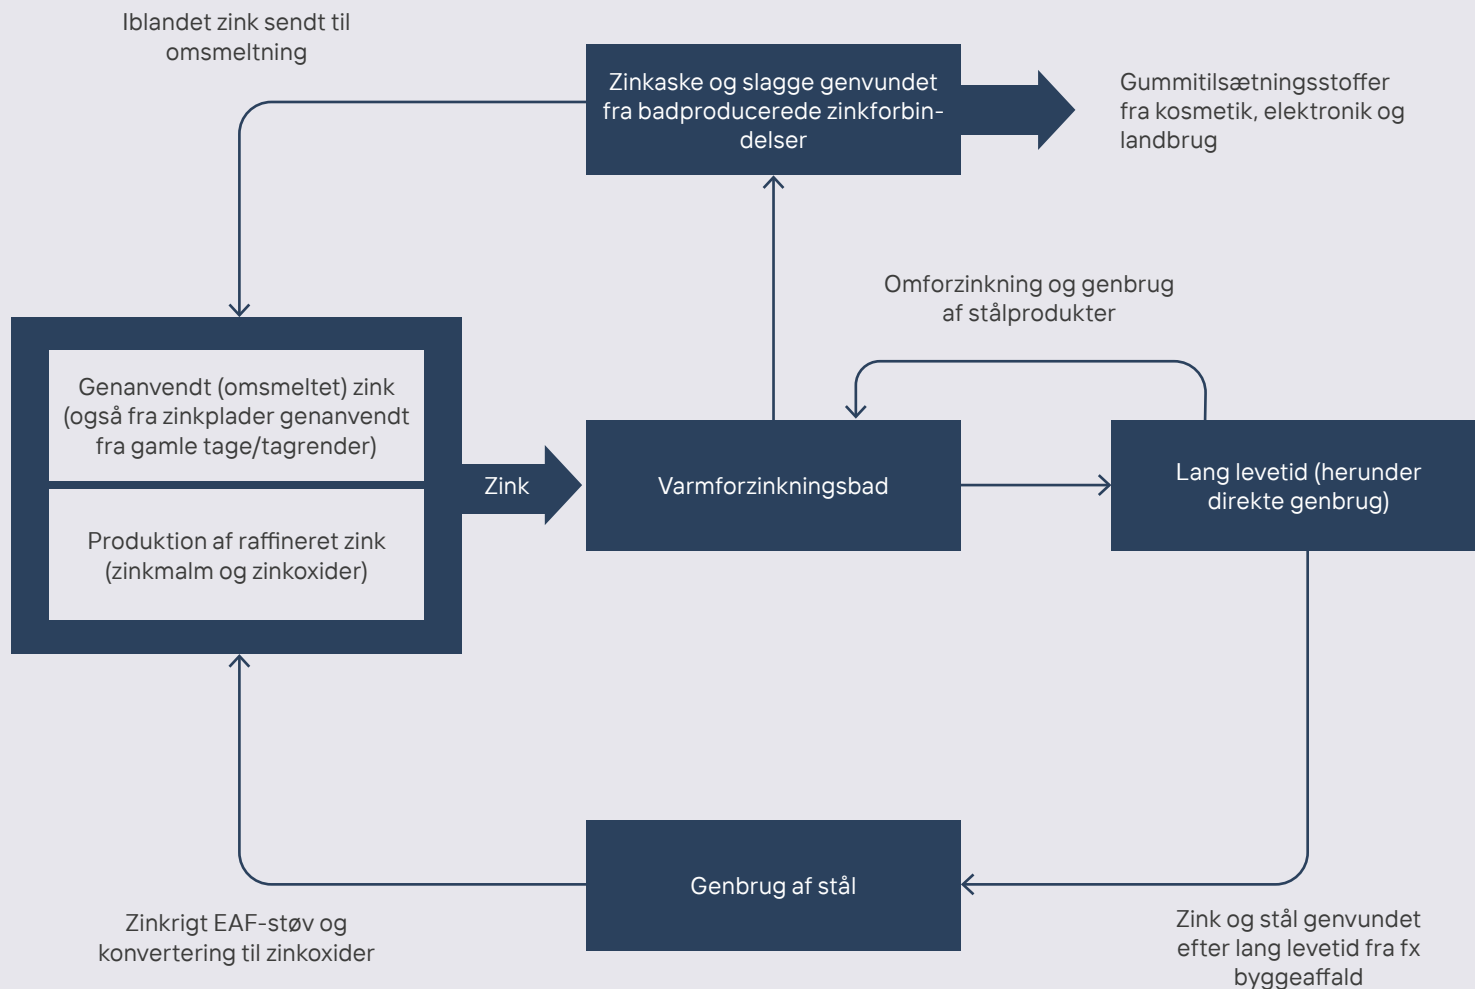 Iblandet zink sendt til
omsmeltning
Zinkaske og slagge genvundet
fra badproducerede zinkforbin-
delser
Gummitilsætningsstoffer
fra kosmetik, elektronik og
landbrug
Omforzinkning og genbrug
af stålprodukter
Genanvendt (omsmeltet) zink
(også fra zinkplader genanvendt
fra gamle tage/tagrender)
Produktion af raffineret zink
(zinkmalm og zinkoxider)
Zink
Varmforzinkningsbad
Lang levetid (herunder
direkte genbrug)
Genbrug af stål
Zinkrigt EAF-støv og
konvertering til zinkoxider
Zink og stål genvundet
efter lang levetid fra fx
byggeaffald